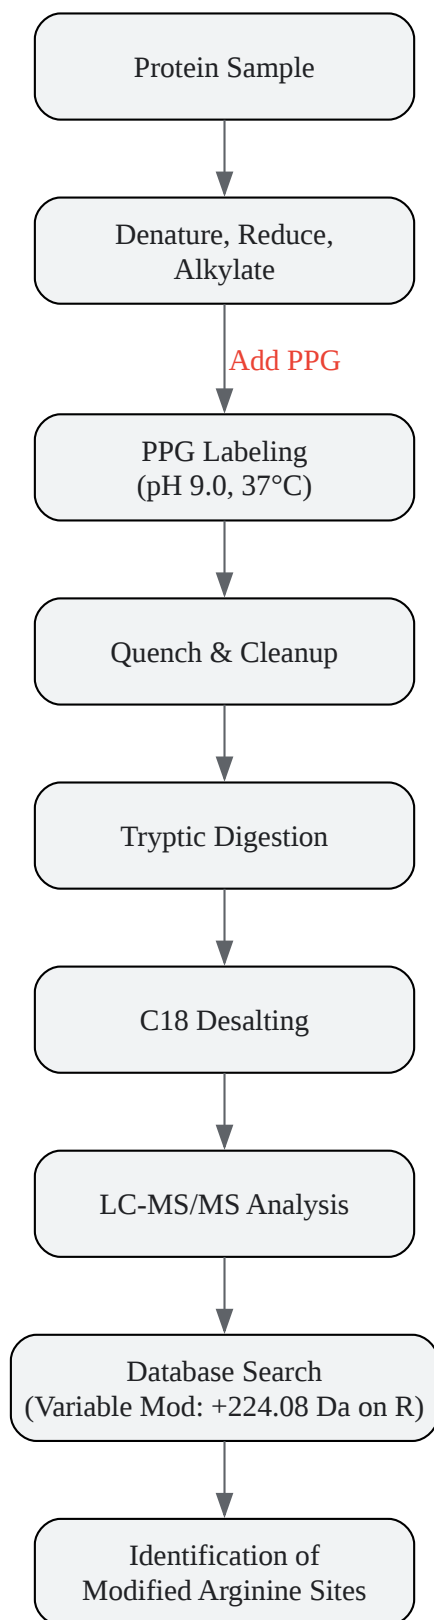 Protein Sample
Denature, Reduce,
Alkylate
Add PPG
PPG Labeling
(pH 9.0, 37°C)
Quench & Cleanup
Tryptic Digestion
C18 Desalting
LC-MS/MS Analysis
Database Search
(Variable Mod: +224.08 Da on R)
Identification of
Modified Arginine Sites